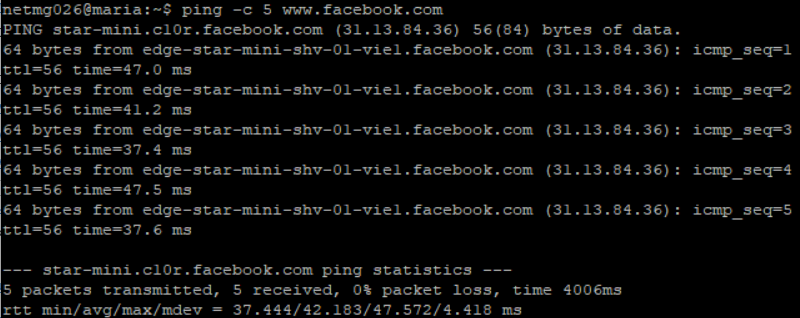 netmg026@maria:~$ ping -c 5 www.facebook.com
PING star-mini.c10r.facebook.com (31.13.84.36) 56(84) bytes of data.
64 bytes from edge-star-mini-shv-01-vie1.facebook.com (31.13.84.36): icmp_seq=1
ttl=56 time=47.0 ms
64 bytes from edge-star-mini-shv-01-vie1.facebook.com (31.13.84.36): icmp_seq=2
ttl=56 time=41.2 ms
64 bytes from edge-star-mini-shv-01-vie1.facebook.com (31.13.84.36): icmp_seq=3
ttl=56 time=37.4 ms
64 bytes from edge-star-mini-shv-01-vie1.facebook.com (31.13.84.36): icmp_seq=4
ttl=56 time=47.5 ms
64 bytes from edge-star-mini-shv-01-vie1.facebook.com (31.13.84.36): icmp_seq=5
ttl=56 time=37.6 ms
--- star-mini.c10r.facebook.com ping statistics ---
5 packets transmitted, 5 received, 0% packet loss, time 4006ms
rtt min/avg/max/mdev = 37.444/42.183/47.572/4.418 ms